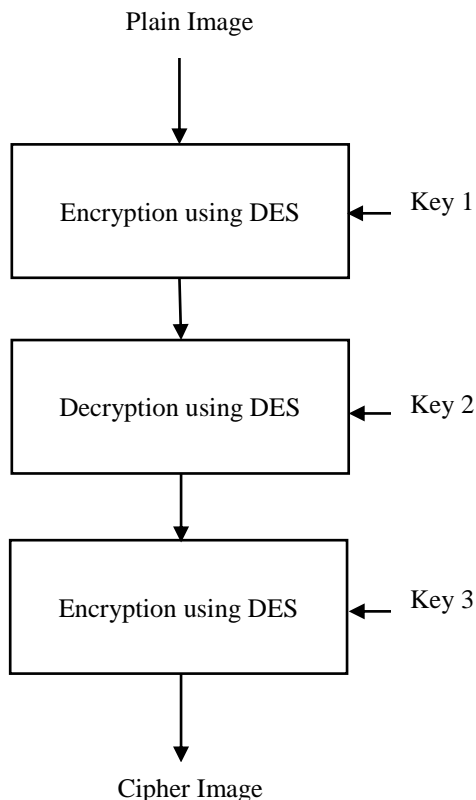 Plain Image
Encryption using DES
Key 1
Decryption using DES
Key 2
Encryption using DES
Key 3
Cipher Image